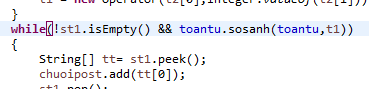 }
while(!st1.isEmpty() && toantu.sosanh(toantu,t1))
{
String[] tt= st1.peek();
chuoipost.add(tt[0]);